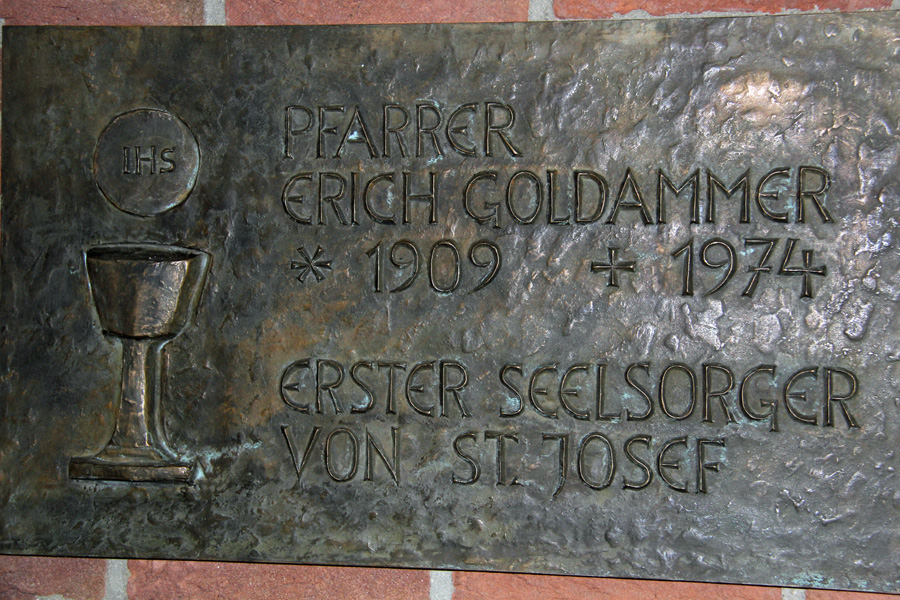 IHS
PFARRER
ERICH GOLDAMMER
* 1909 + 1974
ERSTER SEELSORGER
VON ST. JOSEF